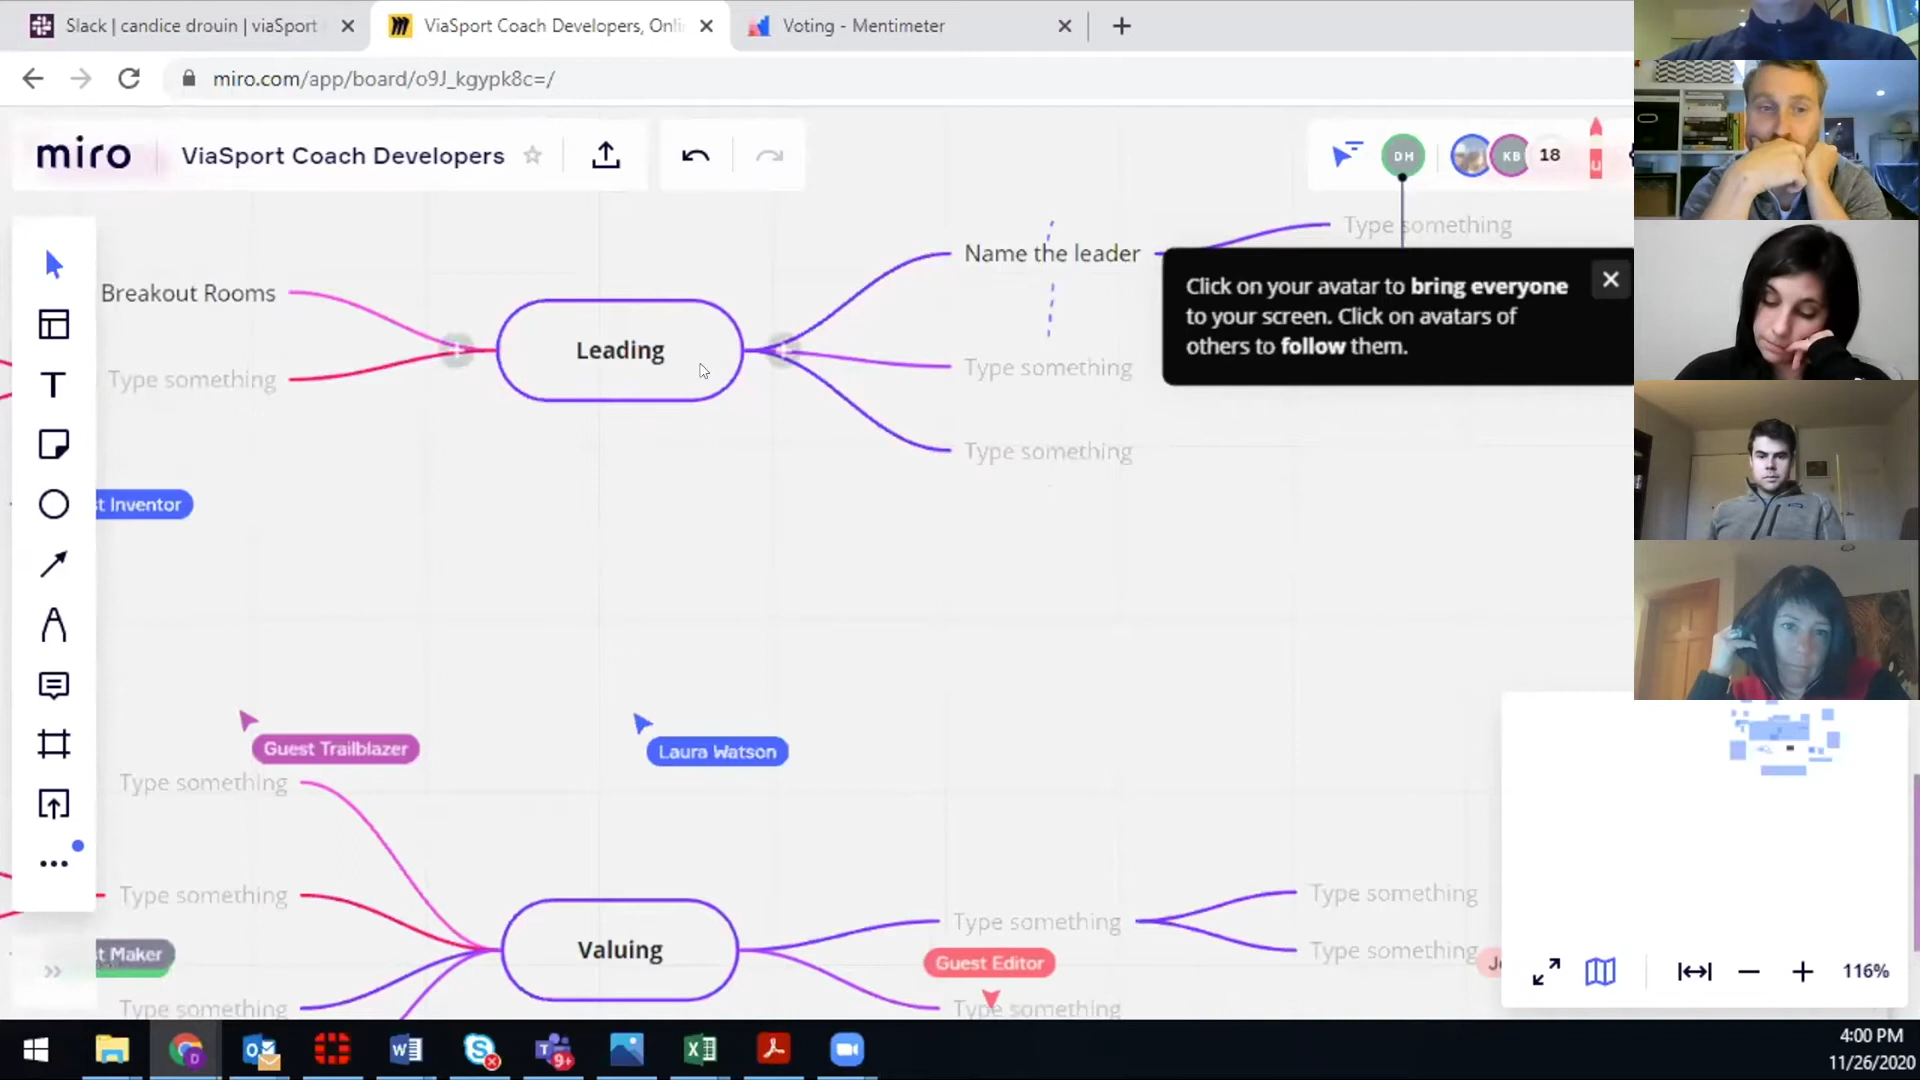 Slack | candice drouin | viaSport
ViaSport Coach Developers, Onli
Voting - Mentimeter
miro.com/app/board/o9J_kgypk8c=/
miro
ViaSport Coach Developers
DH
KB
18
U
Type something
Name the leader
Breakout Rooms
Click on your avatar to bring everyone
to your screen. Click on avatars of
others to follow them.
Leading
Type something
Type something
Type something
t Inventor
Guest Trailblazer
Laura Watson
Type something
Type something
Type something
Valuing
Type something
Type something
t Maker
Guest Editor
Type something
Type something
116%
9+
4:00 PM
11/26/2020